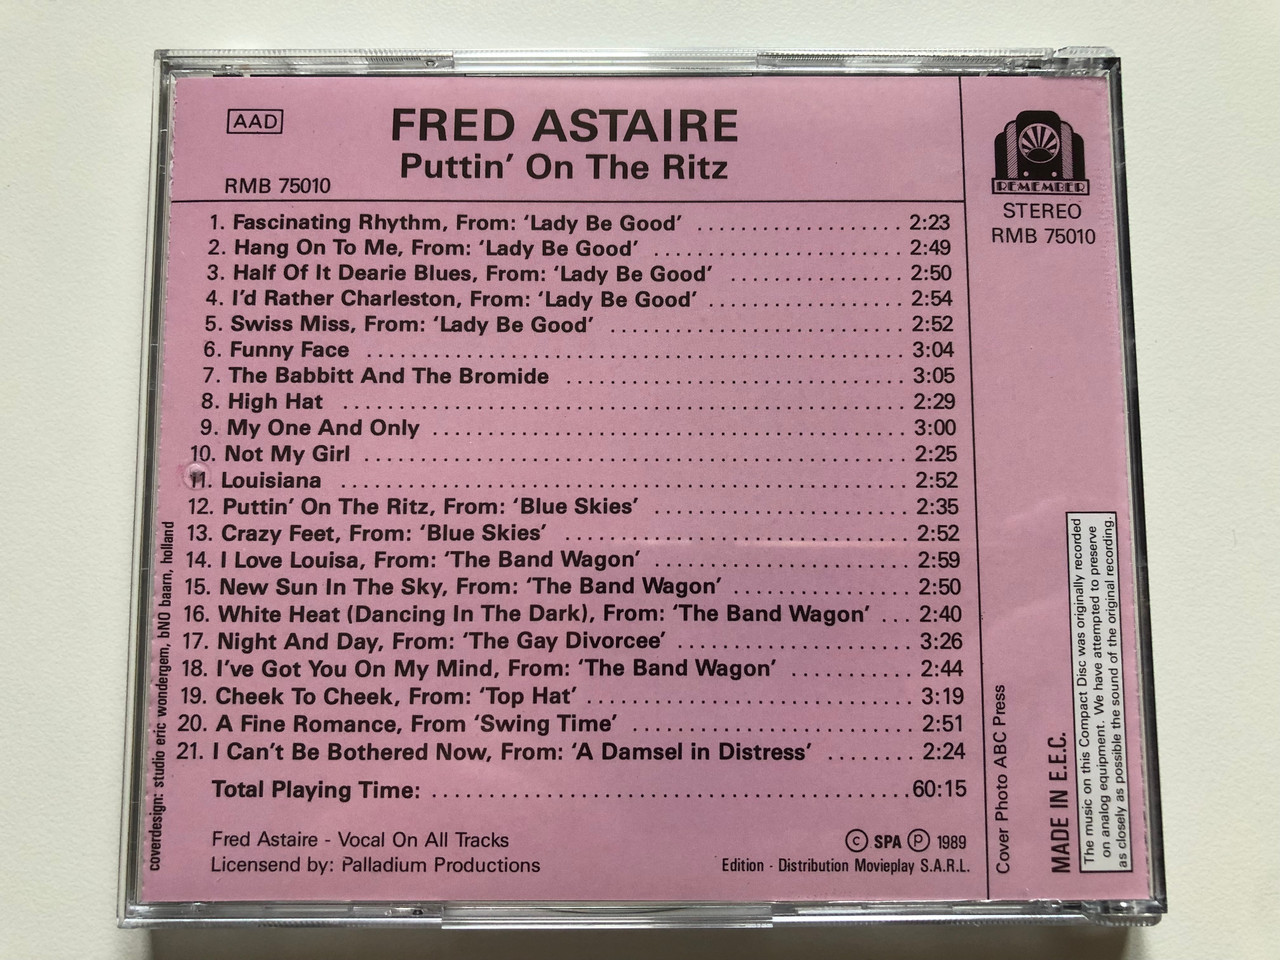 AAD
FRED ASTAIRE
Puttin' On The Ritz
RMB 75010
1. Fascinating Rhythm, From: 'Lady Be Good' .................... 2:23
2. Hang On To Me, From: 'Lady Be Good' ........................ 2:49
3. Half Of It Dearie Blues, From: 'Lady Be Good' ................. 2:50
4. I'd Rather Charleston, From: 'Lady Be Good' ................... 2:54
5. Swiss Miss, From: 'Lady Be Good' ............................. 2:52
6. Funny Face ..................................................... 3:04
7. The Babbitt And The Bromide ................................. 3:05
8. High Hat ....................................................... 2:29
9. My One And Only .............................................. 3:00
10. Not My Girl .................................................... 2:25
11. Louisiana ...................................................... 2:52
12. Puttin' On The Ritz, From: 'Blue Skies' ........................ 2:35
13. Crazy Feet, From: 'Blue Skies' ................................. 2:52
14. I Love Louisa, From: 'The Band Wagon' ........................ 2:59
15. New Sun In The Sky, From: 'The Band Wagon' ................. 2:50
16. White Heat (Dancing In The Dark), From: 'The Band Wagon' ... 2:40
17. Night And Day, From: 'The Gay Divorcee' ...................... 3:26
18. I've Got You On My Mind, From: 'The Band Wagon' ........... 2:44
19. Cheek To Cheek, From: 'Top Hat' ............................... 3:19
20. A Fine Romance, From 'Swing Time' ............................ 2:51
21. I Can't Be Bothered Now, From: 'A Damsel in Distress' ........ 2:24
Total Playing Time: ............................................... 60:15
Fred Astaire - Vocal On All Tracks
Licensend by: Palladium Productions
© SPA ℗ 1989
Edition - Distribution Movieplay S.A.R.L.
coverdesign: studio eric wondergem, bNO baarn, holland
REMEMBER
STEREO
RMB 75010
Cover Photo ABC Press
MADE IN E.E.C.
The music on this Compact Disc was originally recorded
on analog equipment. We have attempted to preserve
as closely as possible the sound of the original recording.